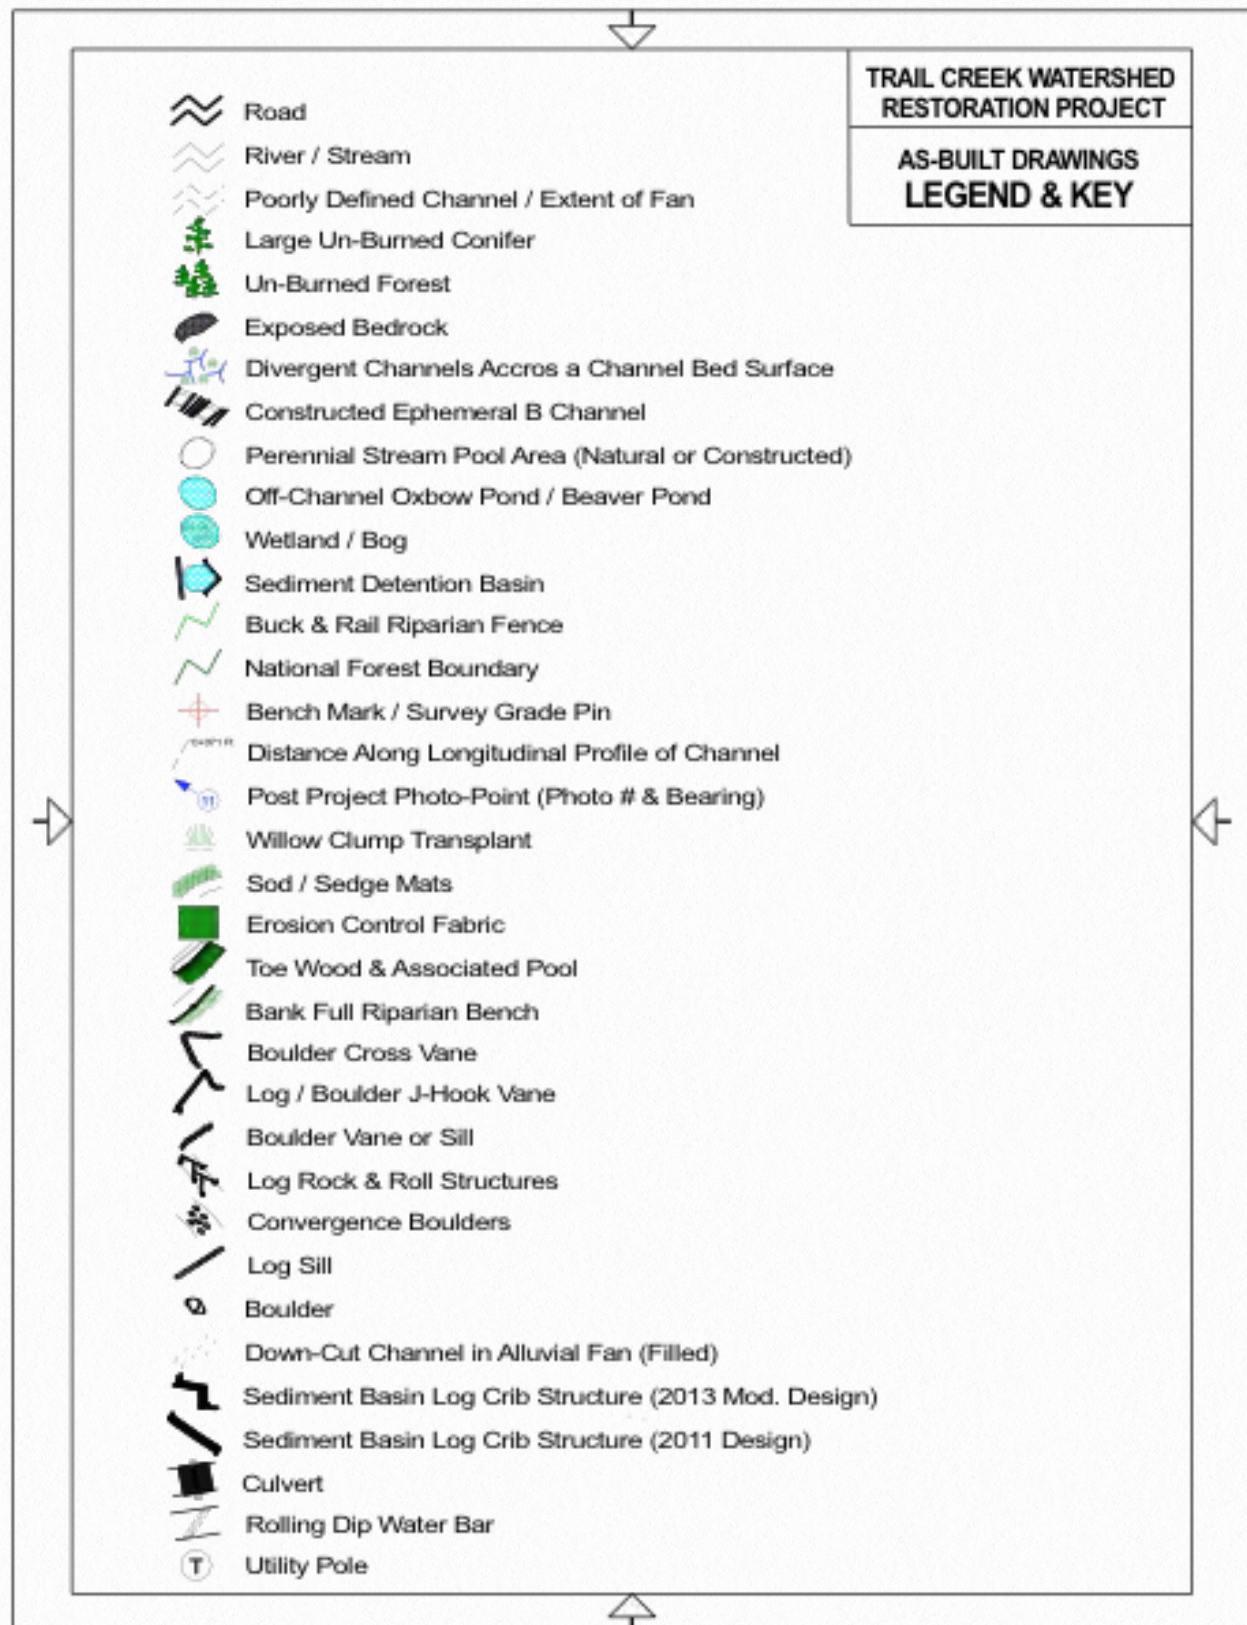 TRAIL CREEK WATERSHED
RESTORATION PROJECT
AS-BUILT DRAWINGS
LEGEND & KEY
Road
River / Stream
Poorly Defined Channel / Extent of Fan
Large Un-Burned Conifer
Un-Burned Forest
Exposed Bedrock
Divergent Channels Accros a Channel Bed Surface
Constructed Ephemeral B Channel
Perennial Stream Pool Area (Natural or Constructed)
Off-Channel Oxbow Pond / Beaver Pond
Wetland / Bog
Sediment Detention Basin
Buck & Rail Riparian Fence
National Forest Boundary
Bench Mark / Survey Grade Pin
Distance Along Longitudinal Profile of Channel
Post Project Photo-Point (Photo # & Bearing)
Willow Clump Transplant
Sod / Sedge Mats
Erosion Control Fabric
Toe Wood & Associated Pool
Bank Full Riparian Bench
Boulder Cross Vane
Log / Boulder J-Hook Vane
Boulder Vane or Sill
Log Rock & Roll Structures
Convergence Boulders
Log Sill
Boulder
Down-Cut Channel in Alluvial Fan (Filled)
Sediment Basin Log Crib Structure (2013 Mod. Design)
Sediment Basin Log Crib Structure (2011 Design)
Culvert
Rolling Dip Water Bar
T Utility Pole